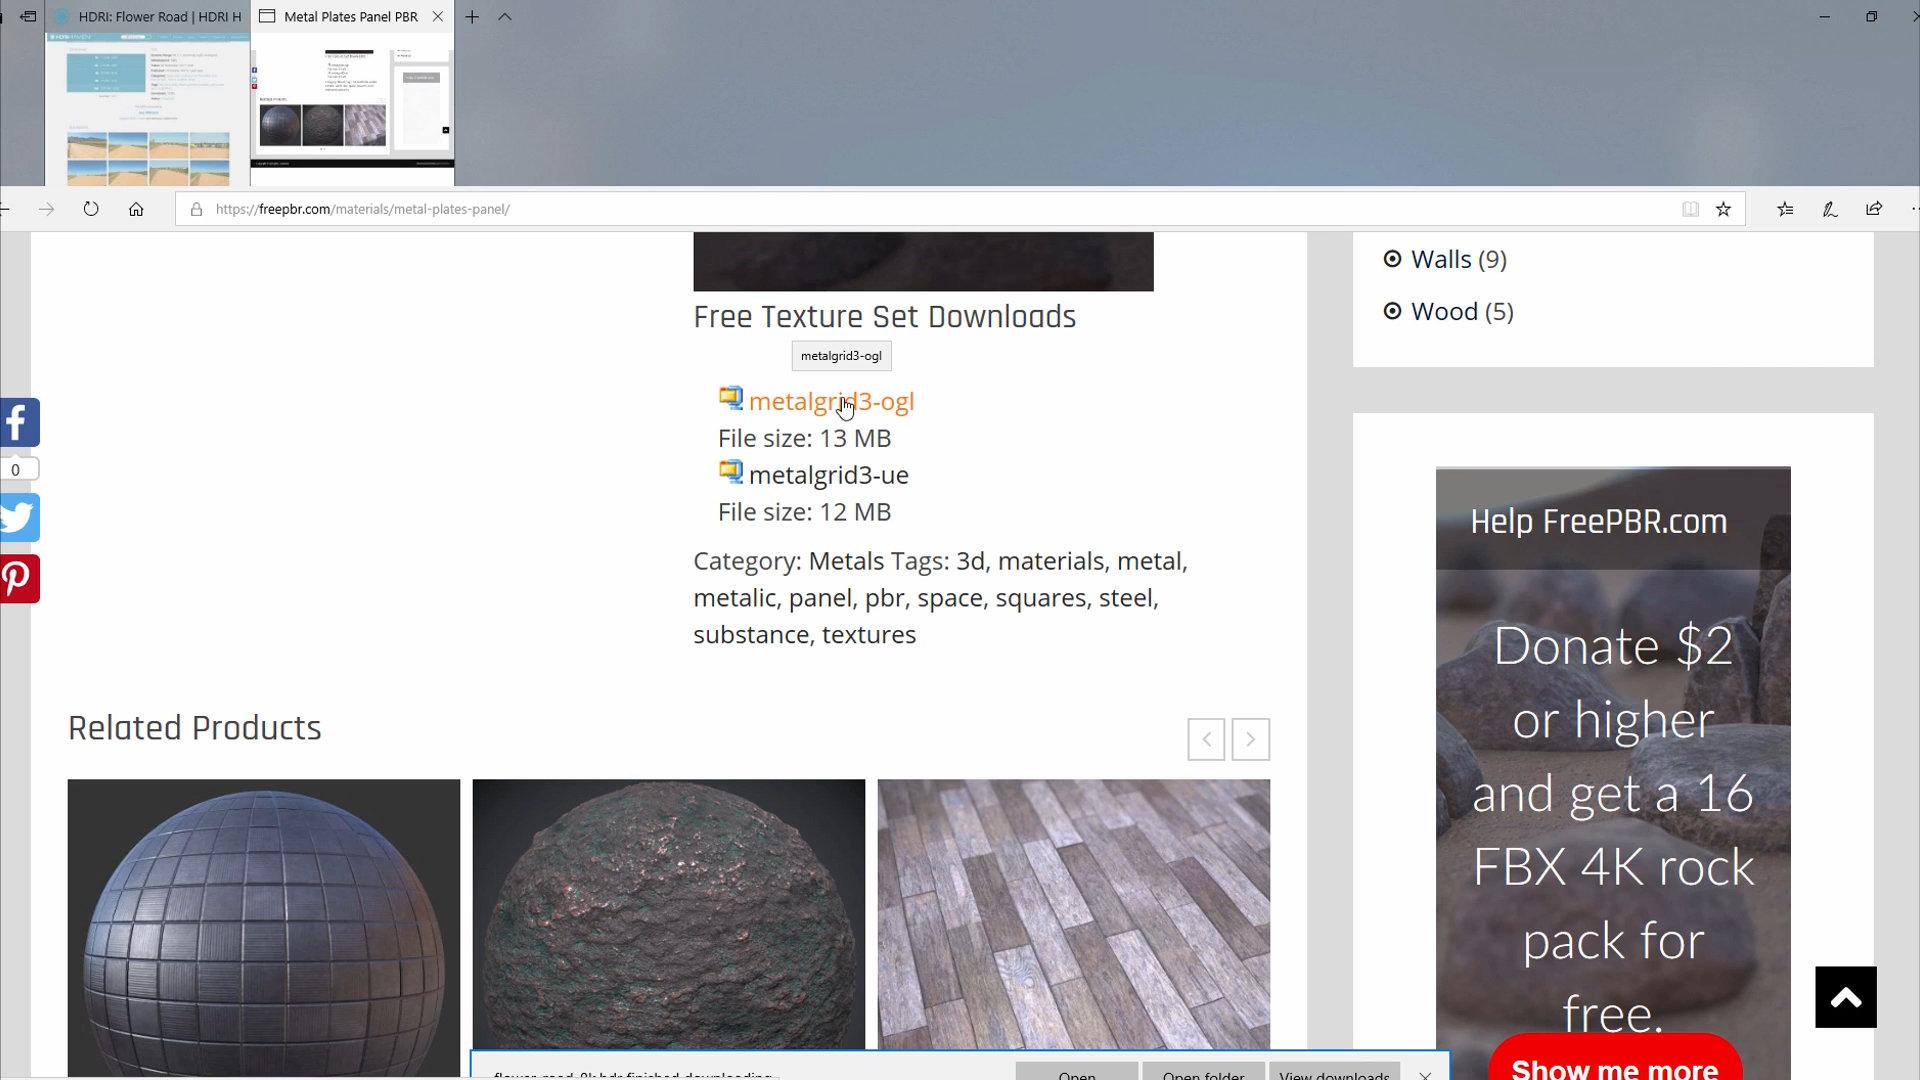 HDRI: Flower Road | HDRI H
Metal Plates Panel PBR
https://freepbr.com/materials/metal-plates-panel/
Walls (9)
Wood (5)
Free Texture Set Downloads
metalgrid3-ogl
metalgrid3-ogl
File size: 13 MB
metalgrid3-ue
File size: 12 MB
Category: Metals Tags: 3d, materials, metal,
metalic, panel, pbr, space, squares, steel,
substance, textures
0
Related Products
Help FreePBR.com
Donate $2
or higher
and get a 16
FBX 4K rock
pack for
free.
Show me more
flower_road_8k.hdr finished downloading.
Open
Open folder
View downloads